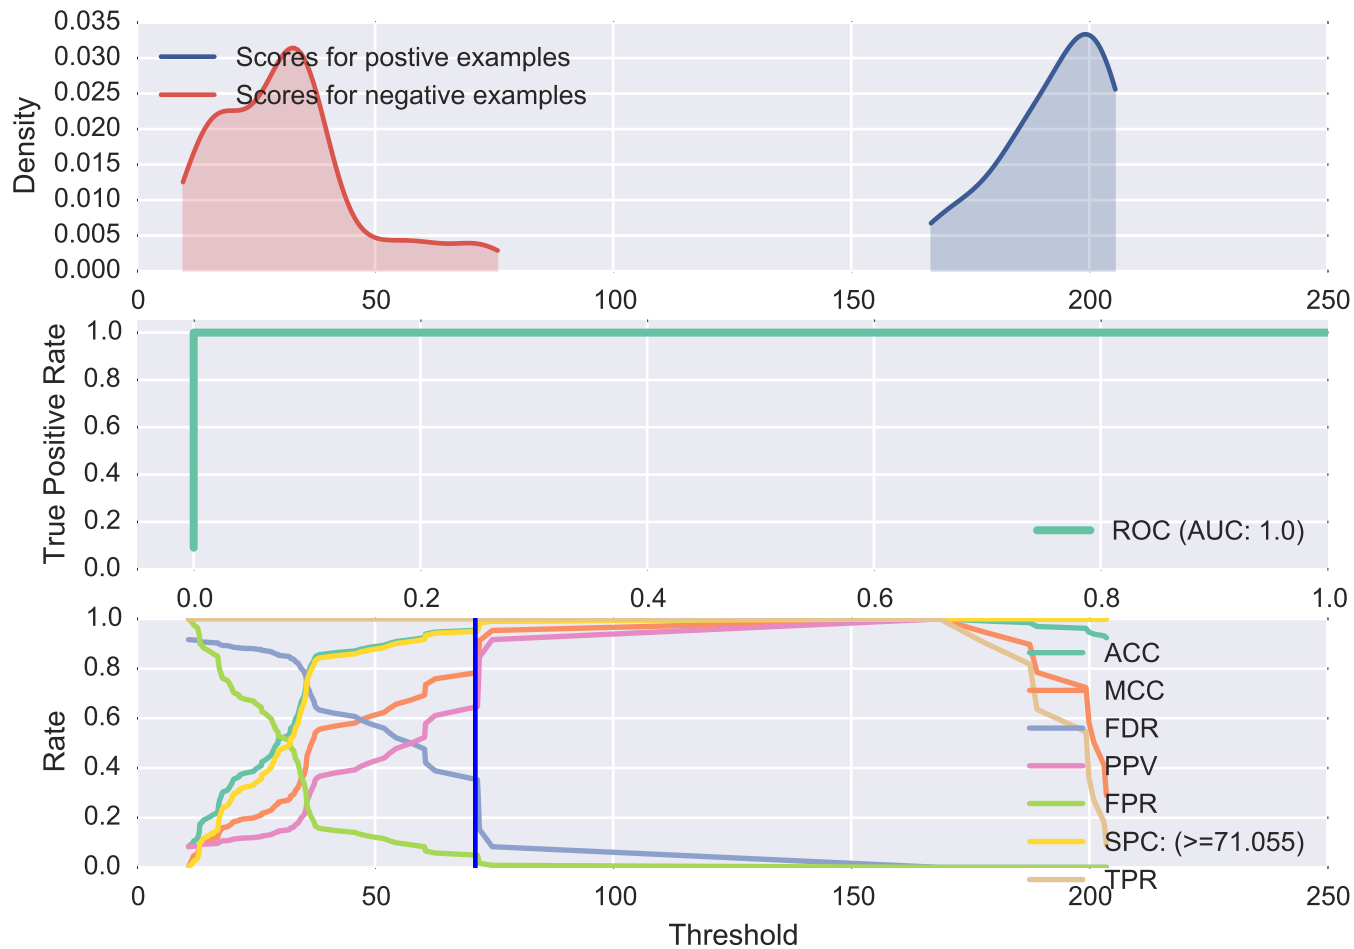 0.035
0.030
0.025
0.020
0.015
0.010
0.005
0.000
Density
Scores for postive examples
Scores for negative examples
0 50 100 150 200 250
1.0
0.8
0.6
0.4
0.2
0.0
True Positive Rate
ROC (AUC: 1.0)
0.0 0.2 0.4 0.6 0.8 1.0
1.0
0.8
0.6
0.4
0.2
0.0
Rate
ACC
MCC
FDR
PPV
FPR
SPC: (>=71.055)
TPR
0 50 100 150 200 250
Threshold